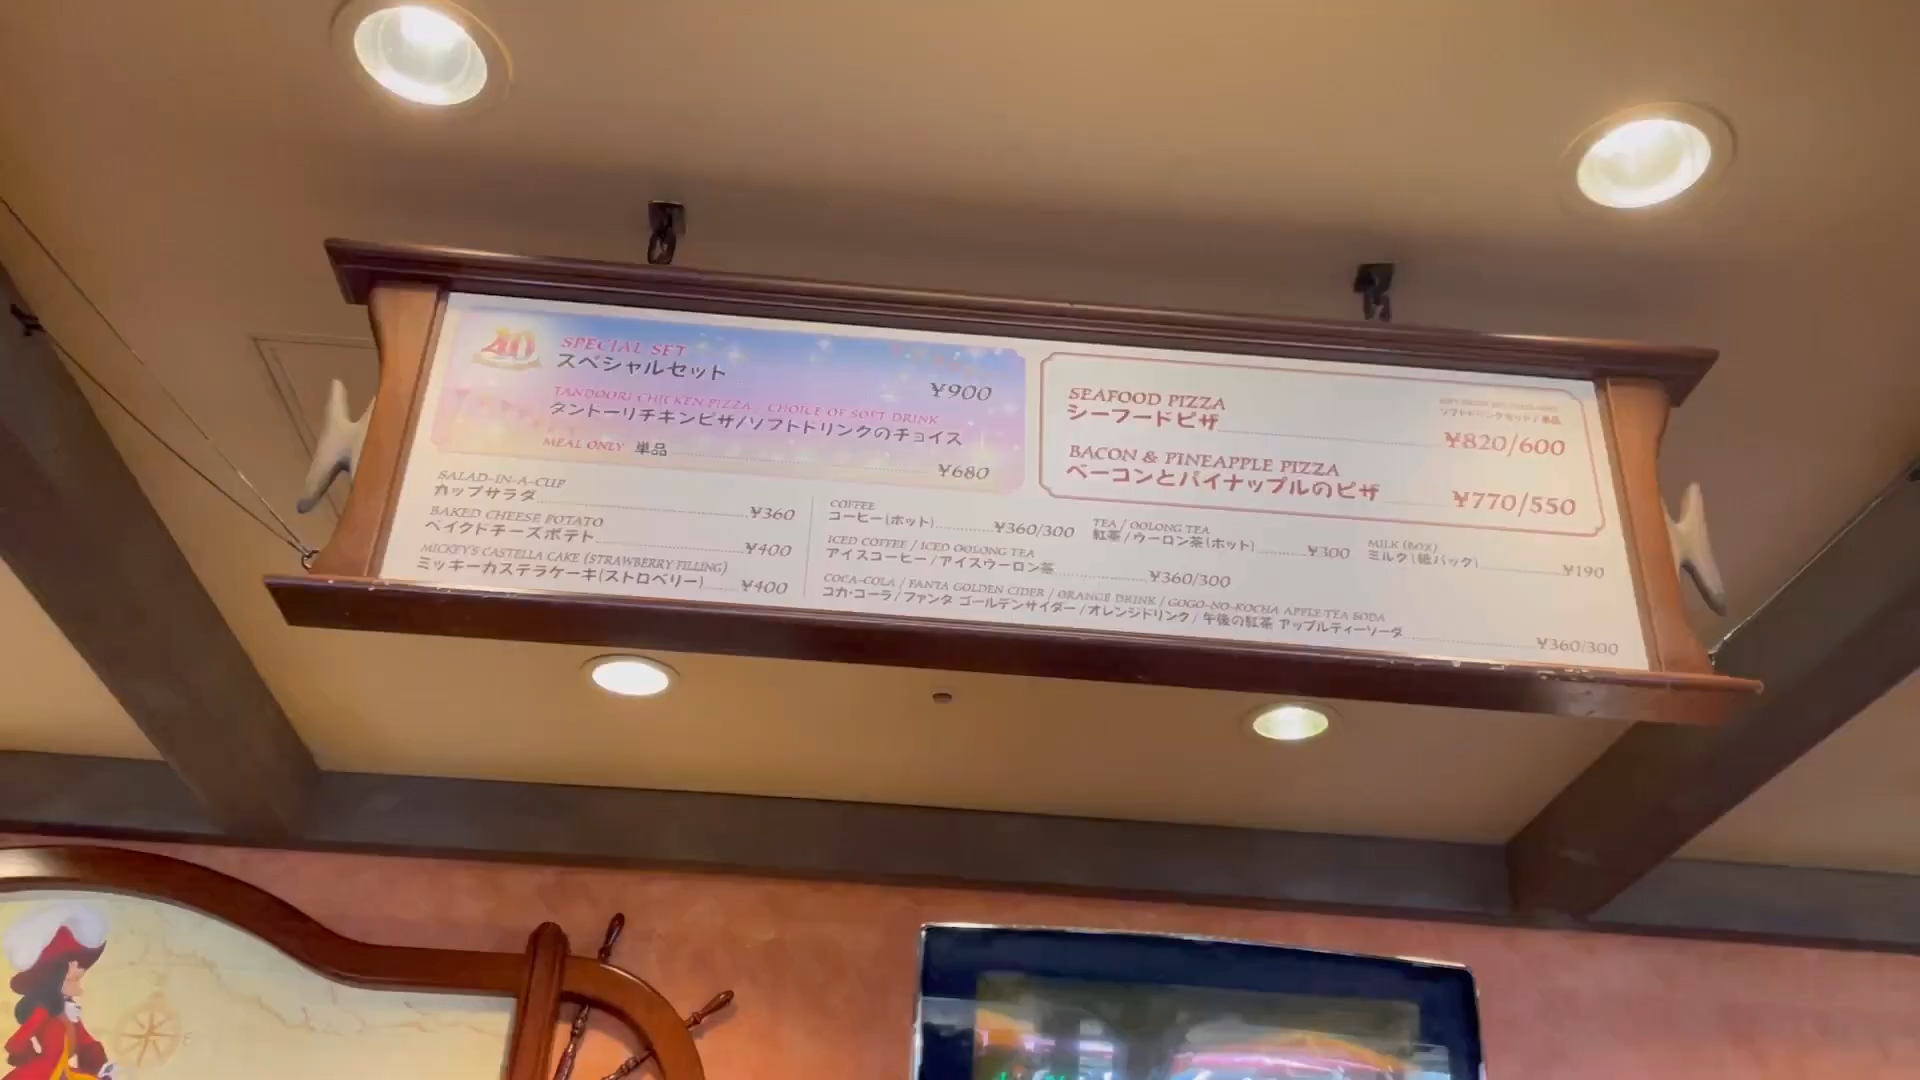 40
SPECIAL SET
スペシャルセット
¥900
TANDOORI CHICKEN PIZZA, CHOICE OF SOFT DRINK
タンドーリチキンピザ/ソフトドリンクのチョイス
MEAL ONLY 単品 ¥680
SEAFOOD PIZZA
ソフトドリンクセット/単品
シーフードピザ ¥820/600
BACON & PINEAPPLE PIZZA
ベーコンとパイナップルのピザ ¥770/550
SALAD-IN-A-CUP
カップサラダ ¥360
BAKED CHEESE POTATO
ベイクドチーズポテト ¥400
MICKEY'S CASTELLA CAKE (STRAWBERRY FILLING)
ミッキーカステラケーキ(ストロベリー) ¥400
COFFEE
コーヒー(ホット) ¥360/300
TEA / OOLONG TEA
紅茶/ウーロン茶(ホット) ¥300
MILK (BOX)
ミルク(紙パック) ¥190
ICED COFFEE / ICED OOLONG TEA
アイスコーヒー/アイスウーロン茶 ¥360/300
COCA-COLA / FANTA GOLDEN CIDER / ORANGE DRINK / GOGO-NO-KOCHA APPLE TEA SODA
コカ・コーラ/ファンタ ゴールデンサイダー/オレンジドリンク/午後の紅茶 アップルティーソーダ ¥360/300
E